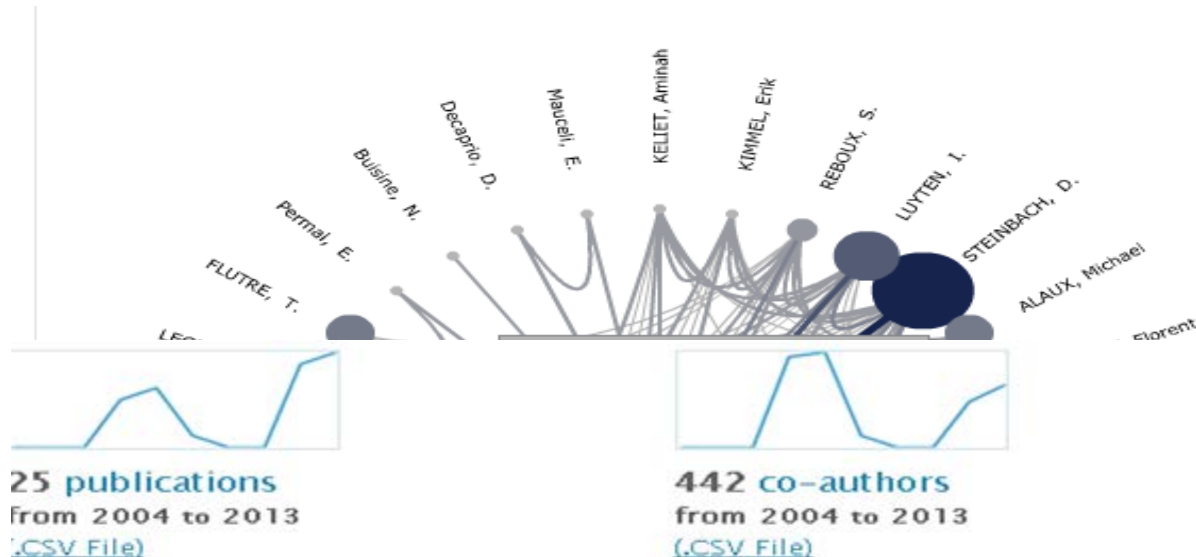 FLUTRE, T.
Permal, E.
Buisine, N.
Decaprio, D.
Mauceli, E.
KELIET, Aminah
KIMMEL, Erik
REBOUX, S.
LUYTEN, I.
STEINBACH, D.
ALAUX, Michael
Florent
25 publications
from 2004 to 2013
(.CSV File)
442 co-authors
from 2004 to 2013
(.CSV File)